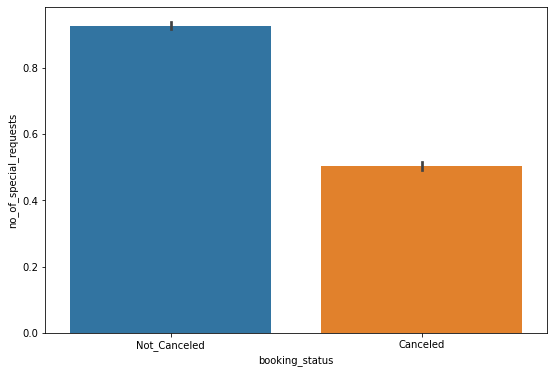 no_of_special_requests
0.8
0.6
0.4
0.2
0.0
Not_Canceled
Canceled
booking_status